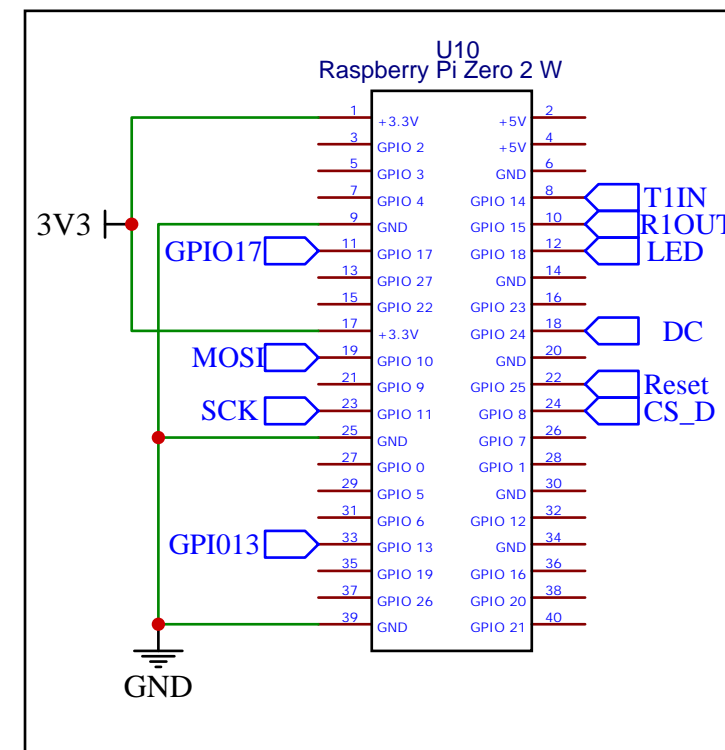 U10
Raspberry Pi Zero 2 W
1 +3.3V +5V 2
3 GPIO 2 +5V 4
5 GPIO 3 GND 6
7 GPIO 4 GPIO 14 8 T1IN
3V3 9 GND GPIO 15 10 R1OUT
GPIO17 11 GPIO 17 GPIO 18 12 LED
13 GPIO 27 GND 14
15 GPIO 22 GPIO 23 16
17 +3.3V GPIO 24 18 DC
MOSI 19 GPIO 10 GND 20
21 GPIO 9 GPIO 25 22 Reset
SCK 23 GPIO 11 GPIO 8 24 CS_D
25 GND GPIO 7 26
27 GPIO 0 GPIO 1 28
29 GPIO 5 GND 30
31 GPIO 6 GPIO 12 32
GPI013 33 GPIO 13 GND 34
35 GPIO 19 GPIO 16 36
37 GPIO 26 GPIO 20 38
39 GND GPIO 21 40
GND